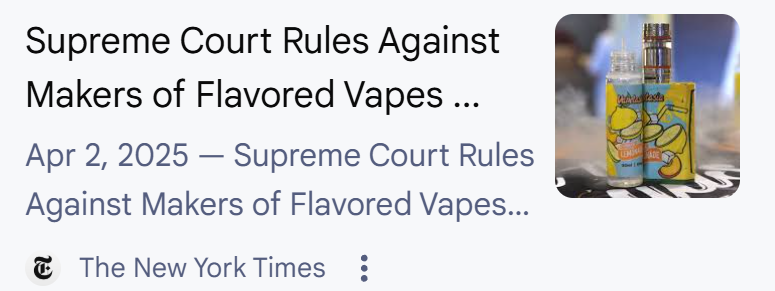 Supreme Court Rules Against
Makers of Flavored Vapes ...
Apr 2, 2025 — Supreme Court Rules
Against Makers of Flavored Vapes...
The New York Times
LEMONADE